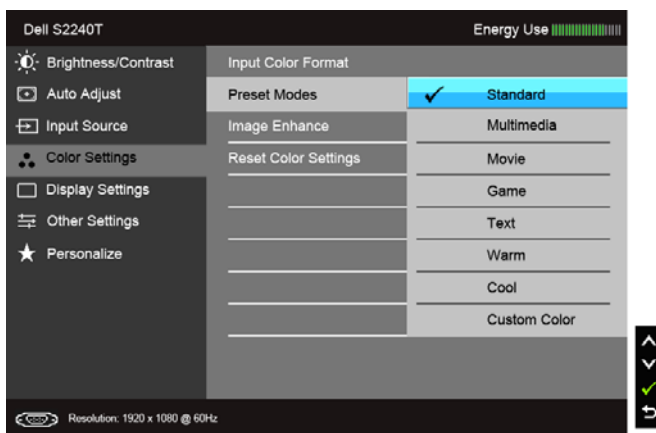 Dell S2240T
Energy Use
Brightness/Contrast
Auto Adjust
Input Source
Color Settings
Display Settings
Other Settings
Personalize
Input Color Format
Preset Modes
Image Enhance
Reset Color Settings
Standard
Multimedia
Movie
Game
Text
Warm
Cool
Custom Color
Resolution: 1920 x 1080 @ 60Hz